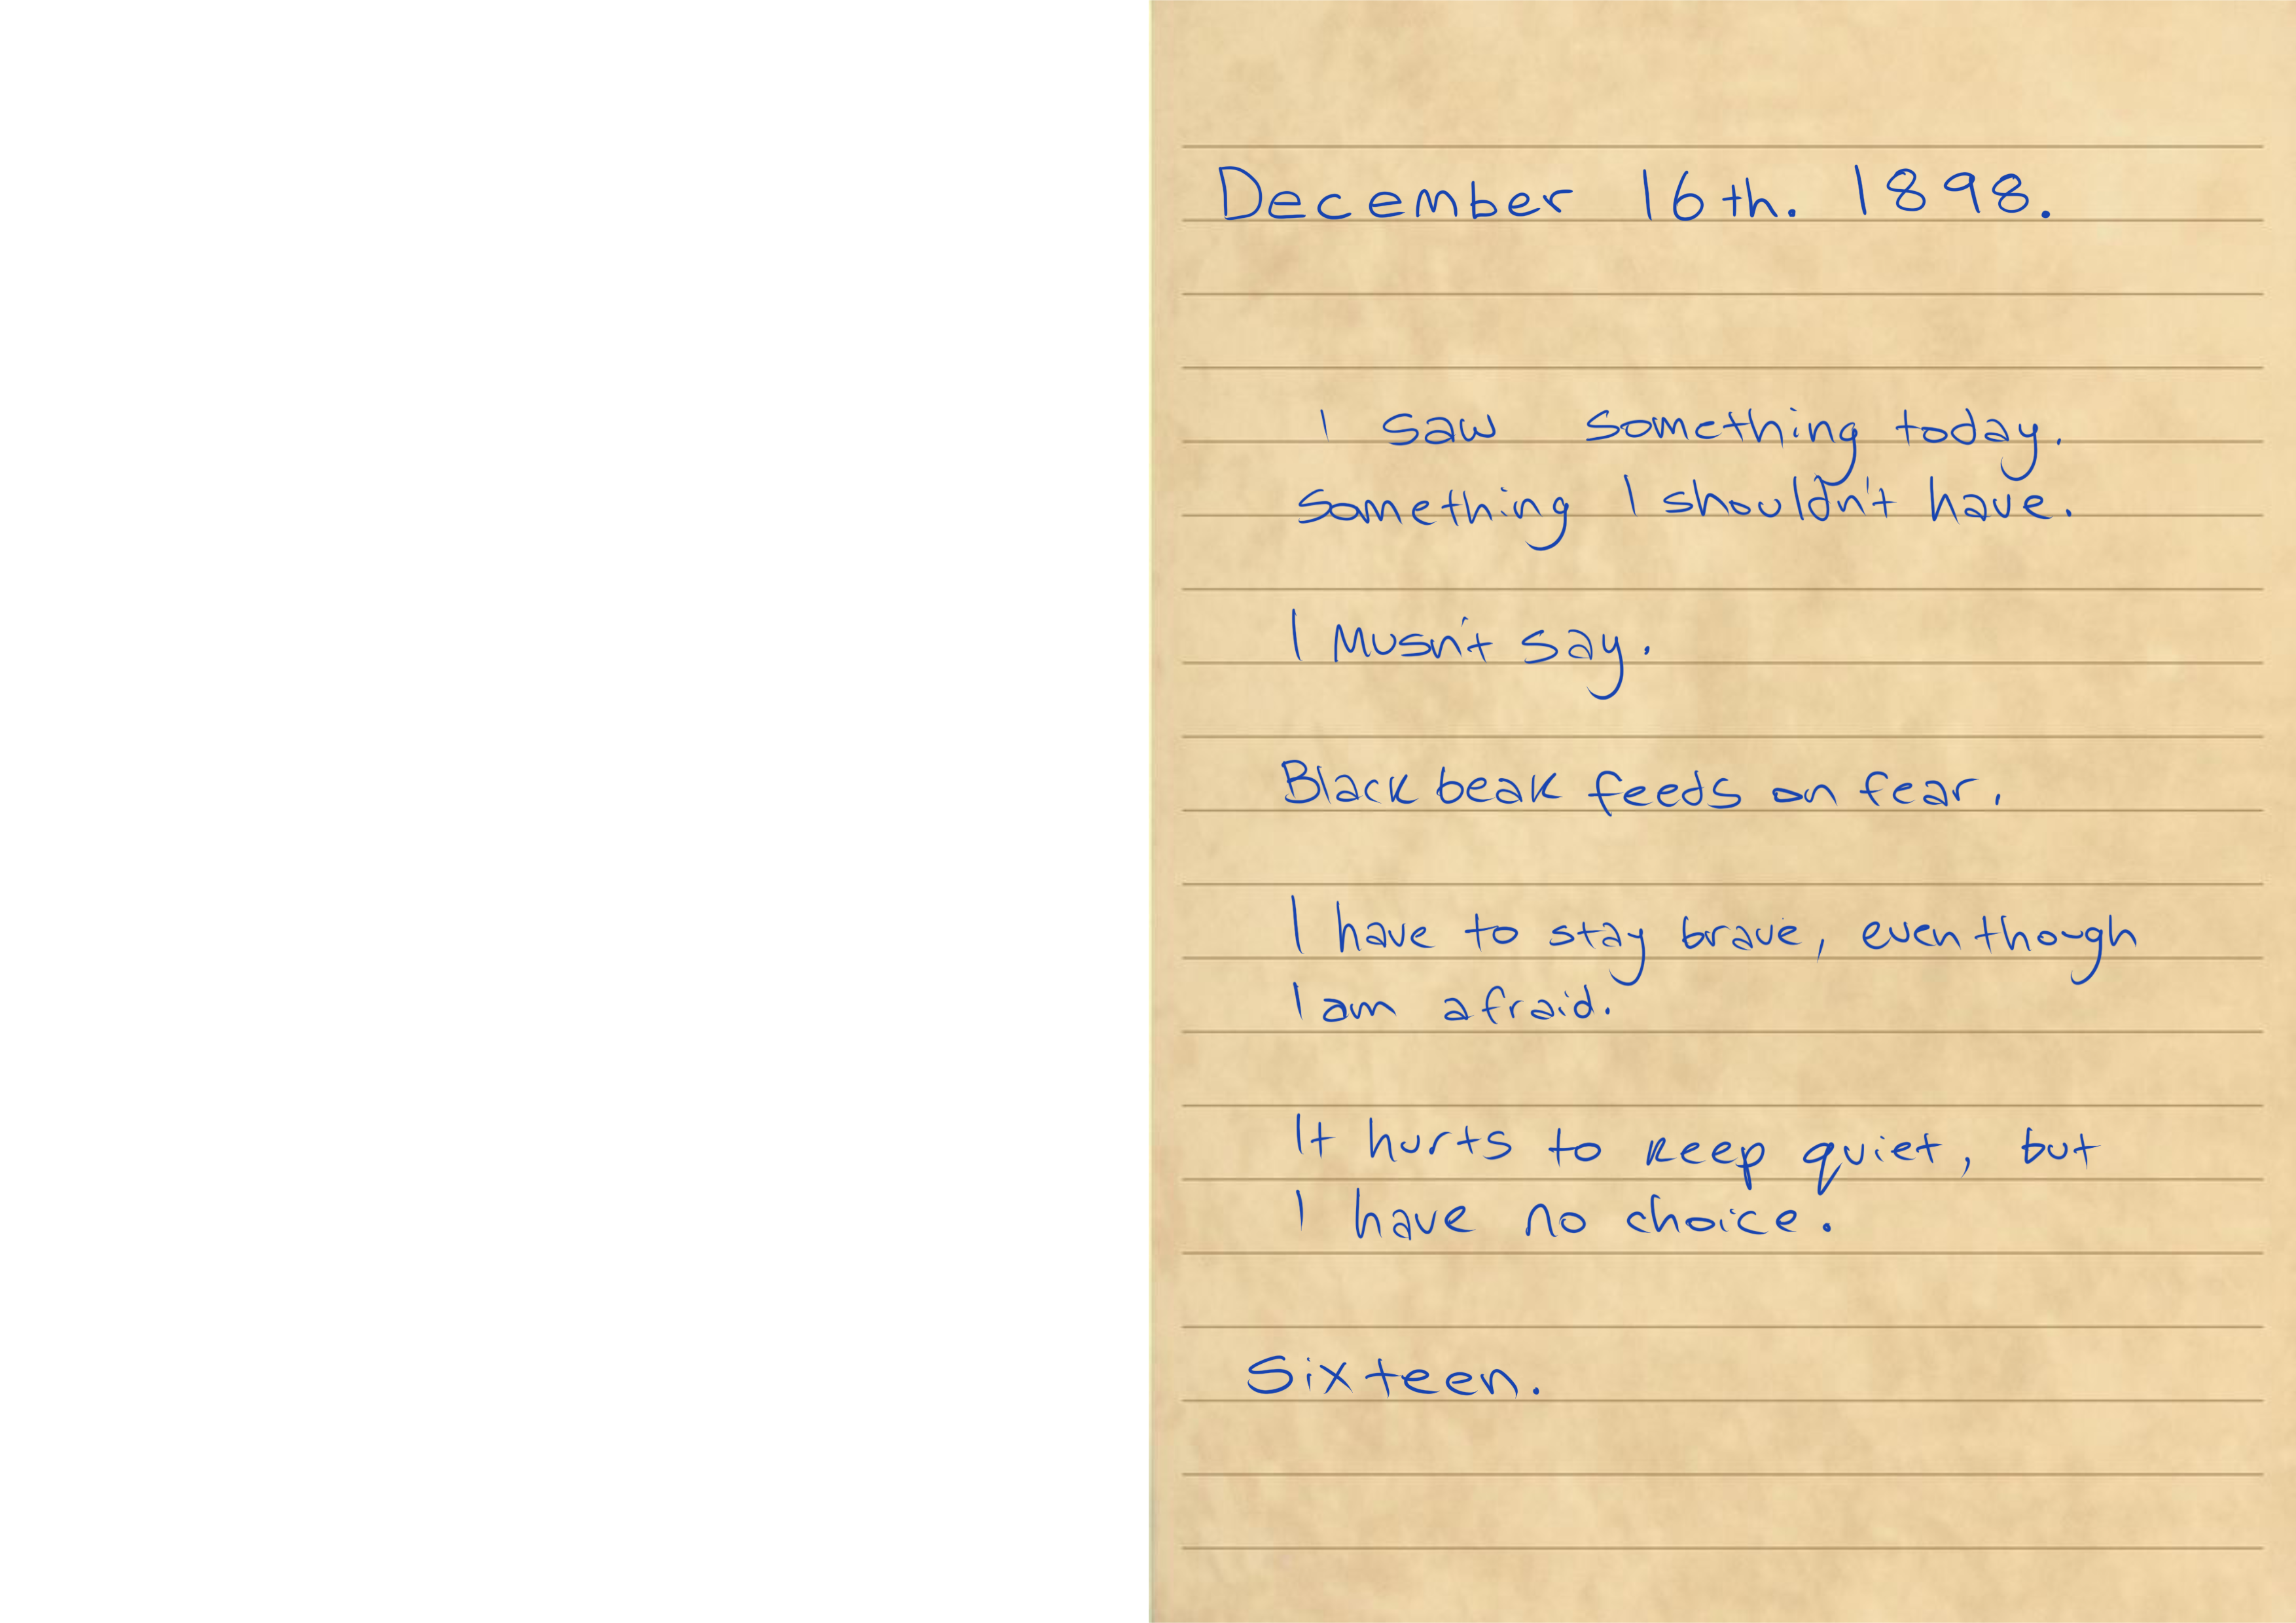 December 16th. 1898.
I saw something today.
something I shouldn't have.
I musn't say.
Black beak feeds on fear.
I have to stay brave, even though
I am afraid.
It hurts to keep quiet, but
I have no choice.
Sixteen.